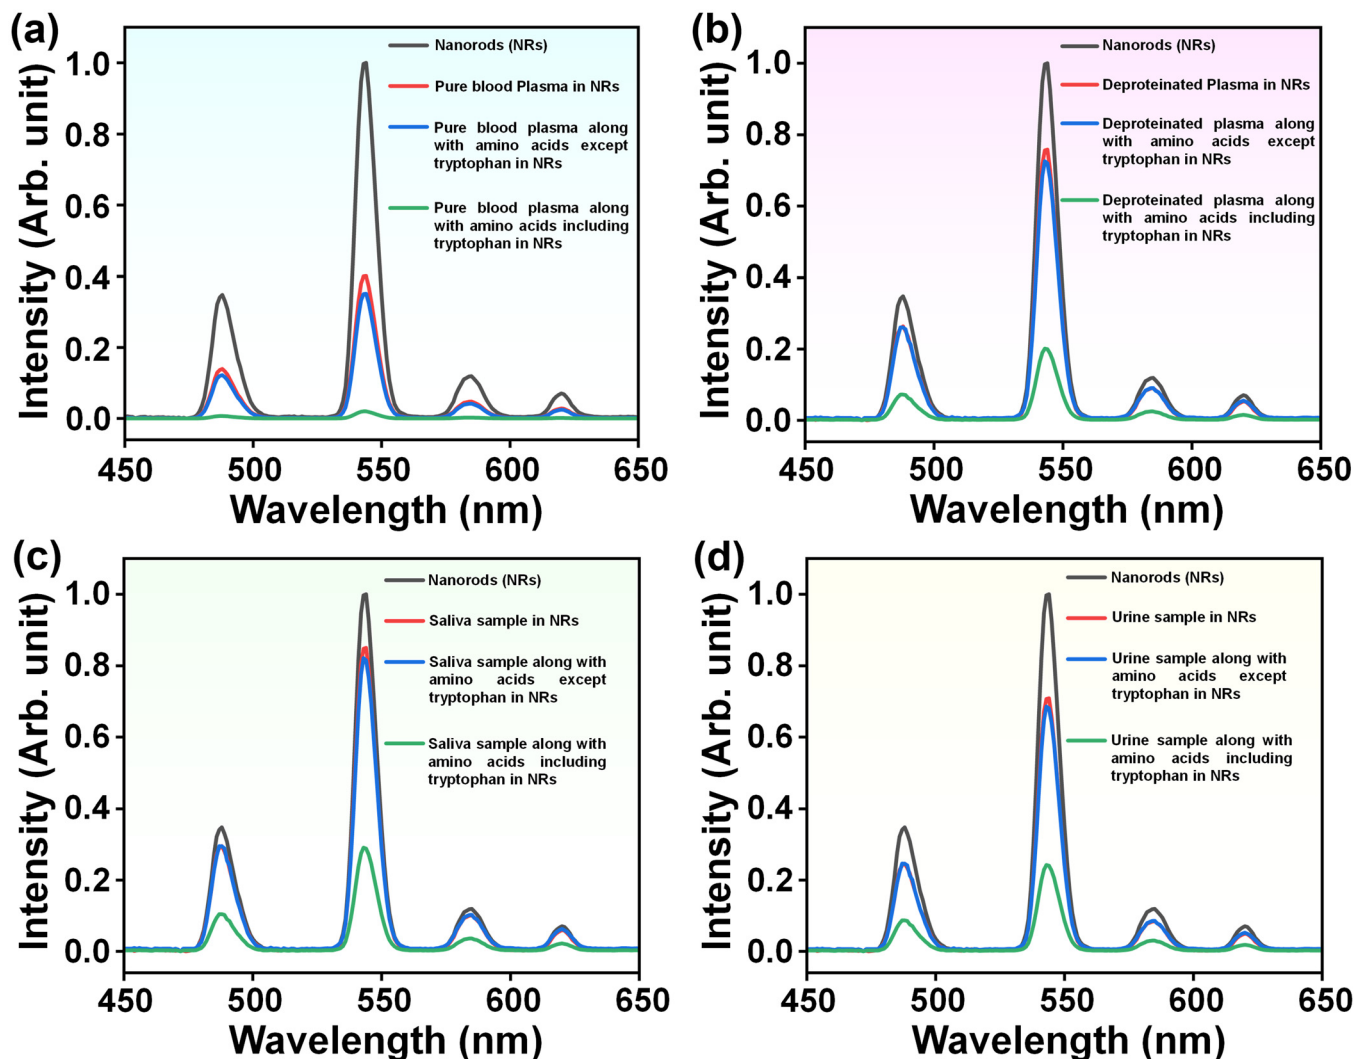 (a)
Nanorods (NRs)
Pure blood Plasma in NRs
Pure blood plasma along
with amino acids except
tryptophan in NRs
Pure blood plasma along
with amino acids including
tryptophan in NRs
Intensity (Arb. unit)
1.0
0.8
0.6
0.4
0.2
0.0
450 500 550 600 650
Wavelength (nm)
(b)
Nanorods (NRs)
Deproteinated Plasma in NRs
Deproteinated plasma along
with amino acids except
tryptophan in NRs
Deproteinated plasma along
with amino acids including
tryptophan in NRs
Intensity (Arb. unit)
1.0
0.8
0.6
0.4
0.2
0.0
450 500 550 600 650
Wavelength (nm)
(c)
Nanorods (NRs)
Saliva sample in NRs
Saliva sample along with
amino acids except
tryptophan in NRs
Saliva sample along with
amino acids including
tryptophan in NRs
Intensity (Arb. unit)
1.0
0.8
0.6
0.4
0.2
0.0
450 500 550 600 650
Wavelength (nm)
(d)
Nanorods (NRs)
Urine sample in NRs
Urine sample along with
amino acids except
tryptophan in NRs
Urine sample along with
amino acids including
tryptophan in NRs
Intensity (Arb. unit)
1.0
0.8
0.6
0.4
0.2
0.0
450 500 550 600 650
Wavelength (nm)